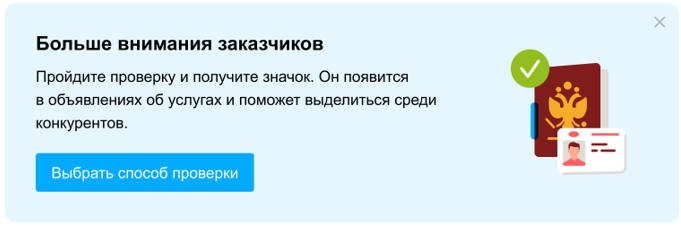 Больше внимания заказчиков
Пройдите проверку и получите значок. Он появится
в объявлениях об услугах и поможет выделиться среди
конкурентов.
Выбрать способ проверки